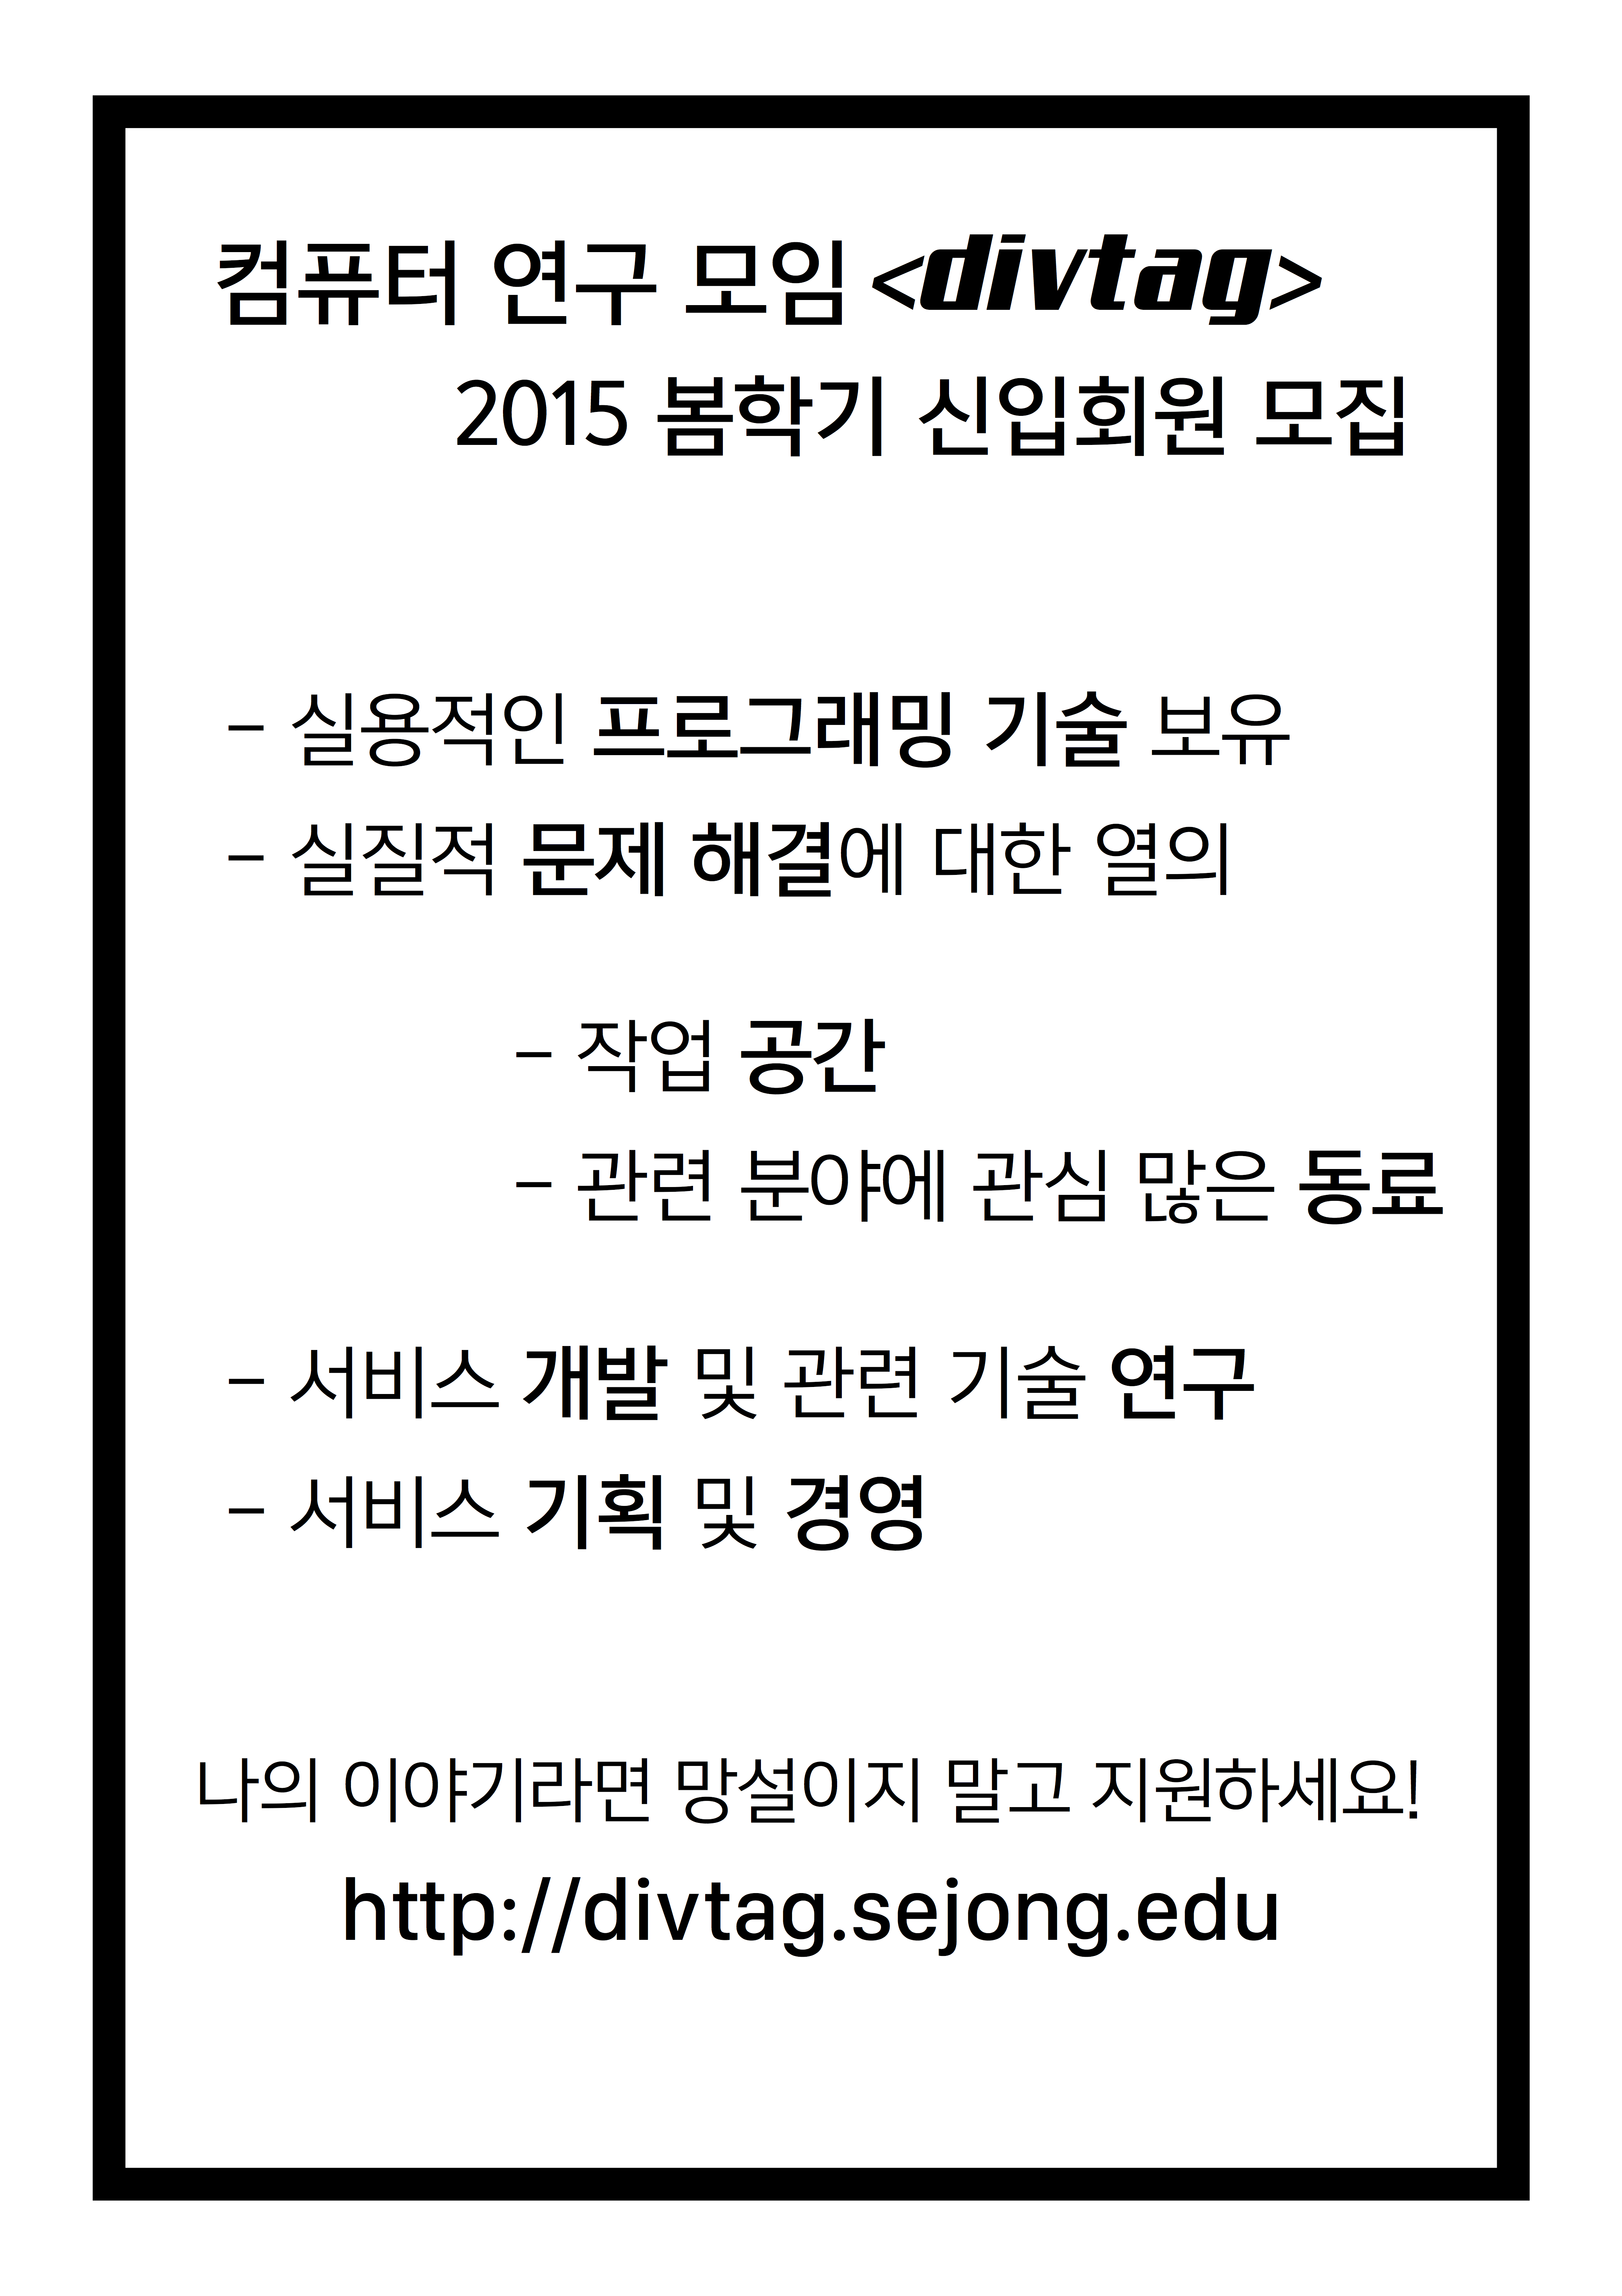 컴퓨터 연구 모임 <divtag>
2015 봄학기 신입회원 모집
- 실용적인 프로그래밍 기술 보유
- 실질적 문제 해결에 대한 열의
- 작업 공간
- 관련 분야에 관심 많은 동료
- 서비스 개발 및 관련 기술 연구
- 서비스 기획 및 경영
나의 이야기라면 망설이지 말고 지원하세요!
http://divtag.sejong.edu